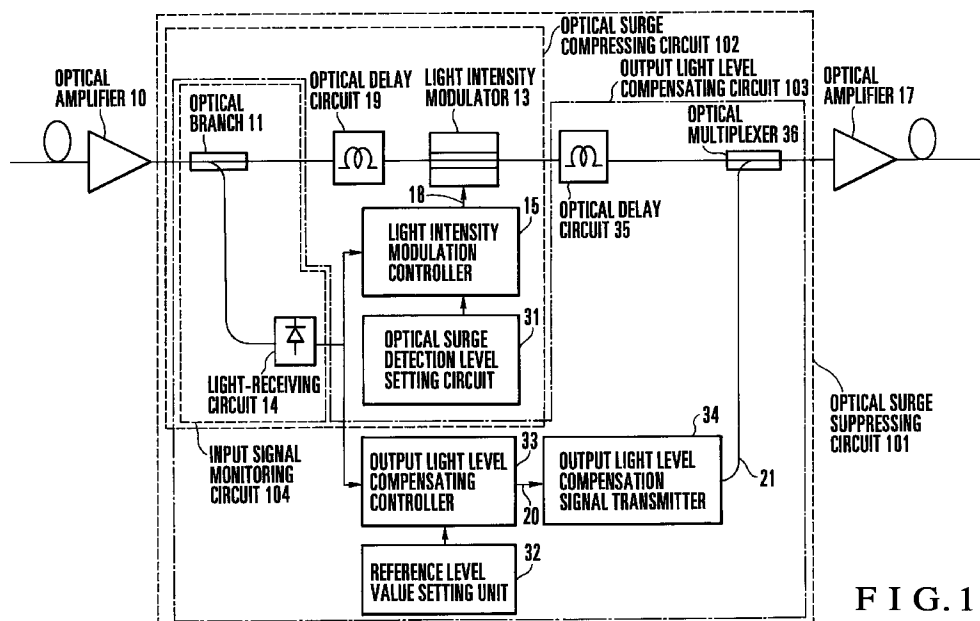 OPTICAL SURGE
COMPRESSING CIRCUIT 102
OUTPUT LIGHT LEVEL
COMPENSATING CIRCUIT 103
OPTICAL
AMPLIFIER 10
OPTICAL
BRANCH 11
OPTICAL DELAY
CIRCUIT 19
LIGHT INTENSITY
MODULATOR 13
OPTICAL
MULTIPLEXER 36
OPTICAL
AMPLIFIER 17
OPTICAL DELAY
CIRCUIT 35
18
15
LIGHT INTENSITY
MODULATION
CONTROLLER
31
OPTICAL SURGE
DETECTION LEVEL
SETTING CIRCUIT
LIGHT-RECEIVING
CIRCUIT 14
INPUT SIGNAL
MONITORING
CIRCUIT 104
33
OUTPUT LIGHT LEVEL
COMPENSATING
CONTROLLER
20
34
OUTPUT LIGHT LEVEL
COMPENSATION
SIGNAL TRANSMITTER
21
OPTICAL SURGE
SUPPRESSING
CIRCUIT 101
32
REFERENCE LEVEL
VALUE SETTING UNIT
FIG. 1